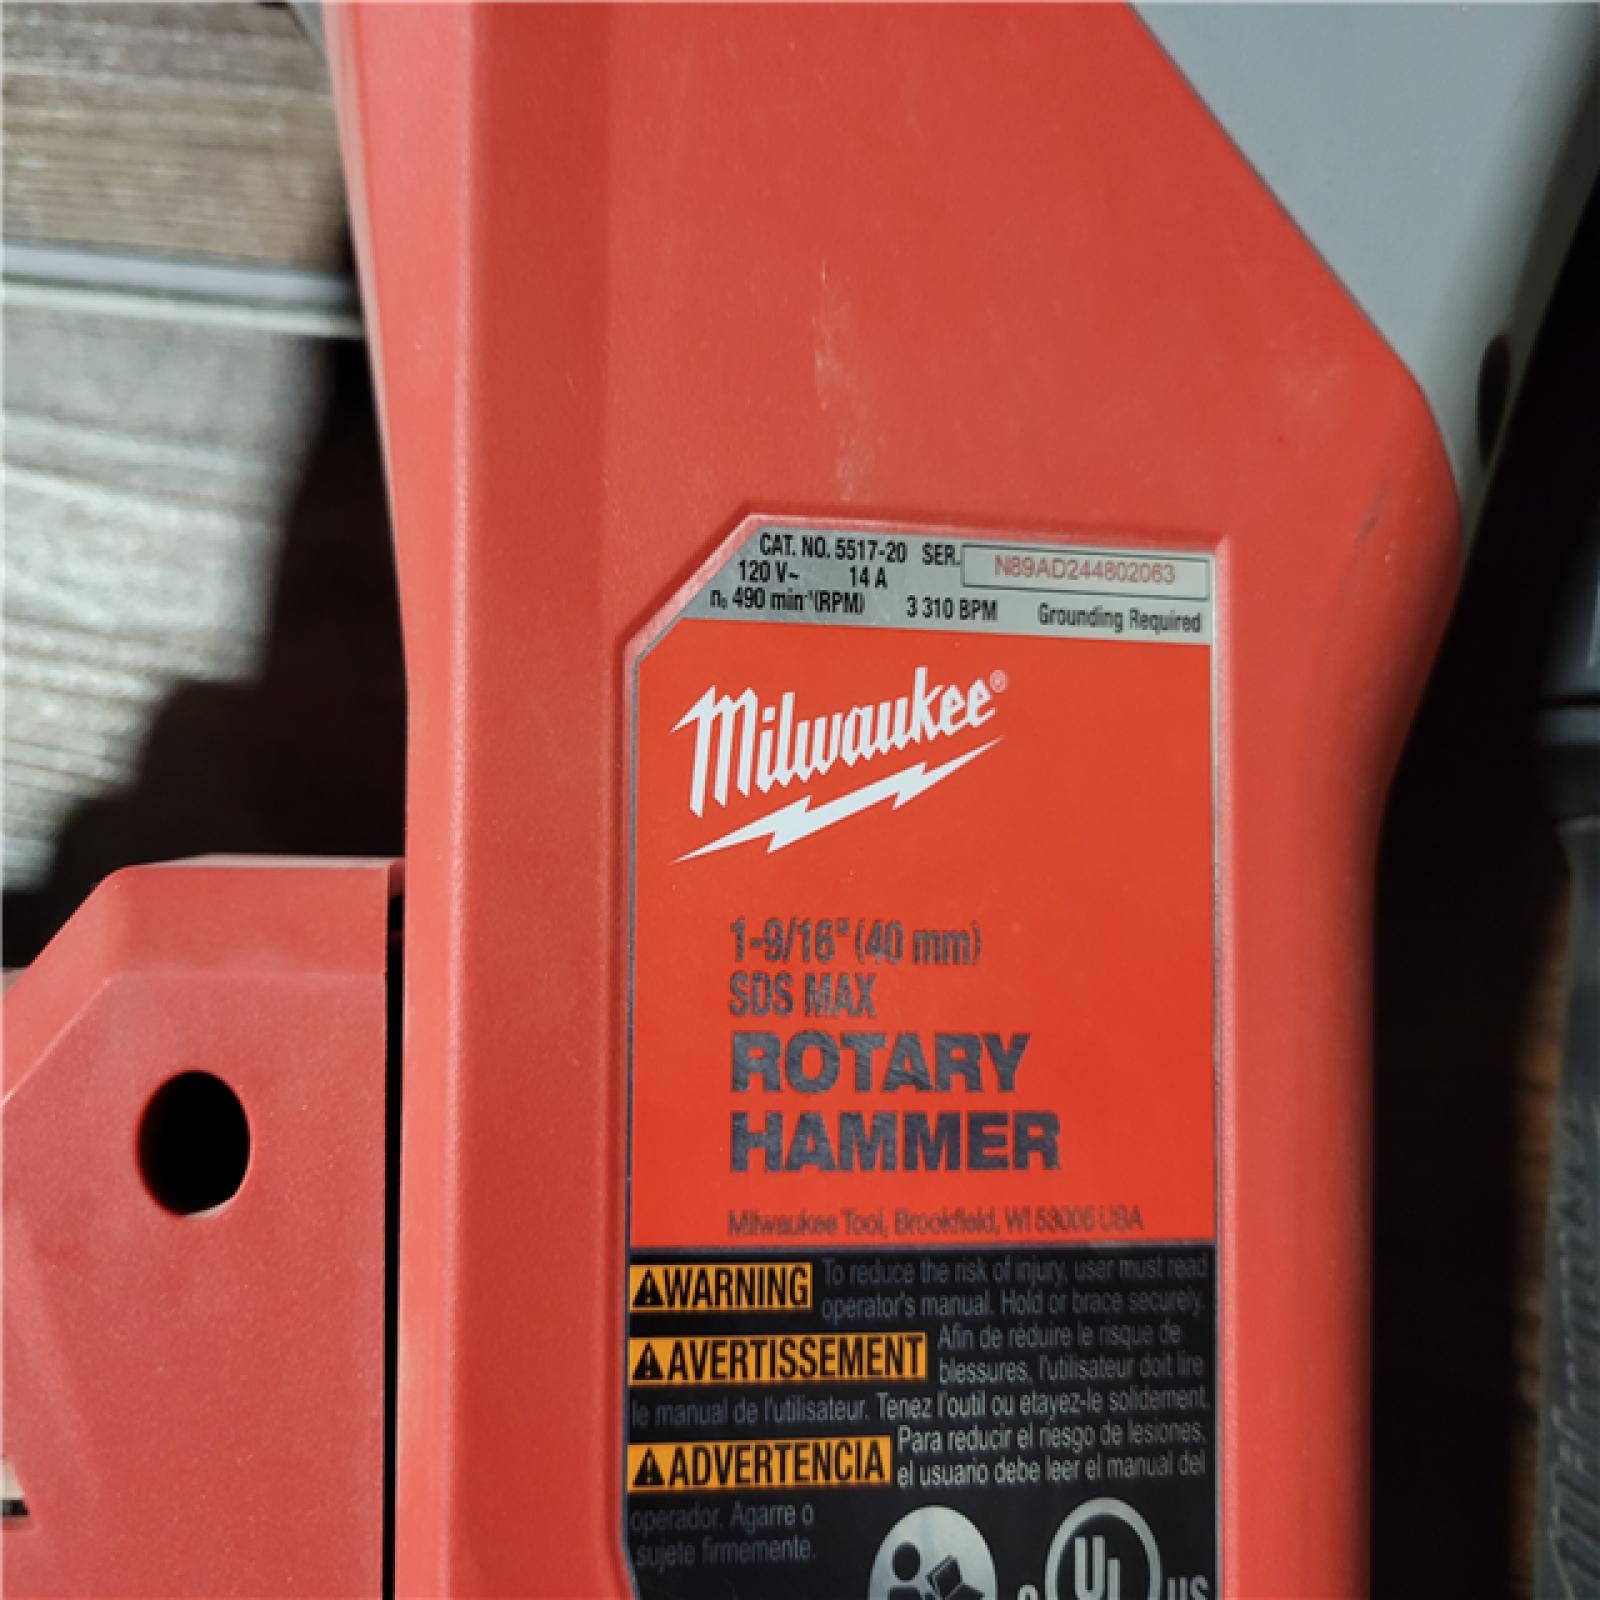 CAT. NO. 5517-20 SER. N89AD244802063
120 V~ 14 A
n₀ 490 min⁻¹(RPM) 3 310 BPM Grounding Required
Milwaukee®
1-9/16" (40 mm)
SDS MAX
ROTARY
HAMMER
Milwaukee Tool, Brookfield, WI 53005 USA
⚠WARNING To reduce the risk of injury, user must read
operator's manual. Hold or brace securely.
⚠AVERTISSEMENT Afin de réduire le risque de
blessures, l'utilisateur doit lire
le manuel de l'utilisateur. Tenez l'outil ou etayez-le solidement.
⚠ADVERTENCIA Para reducir el riesgo de lesiones,
el usuario debe leer el manual del
operador. Agarre o
sujete firmemente.
c UL US